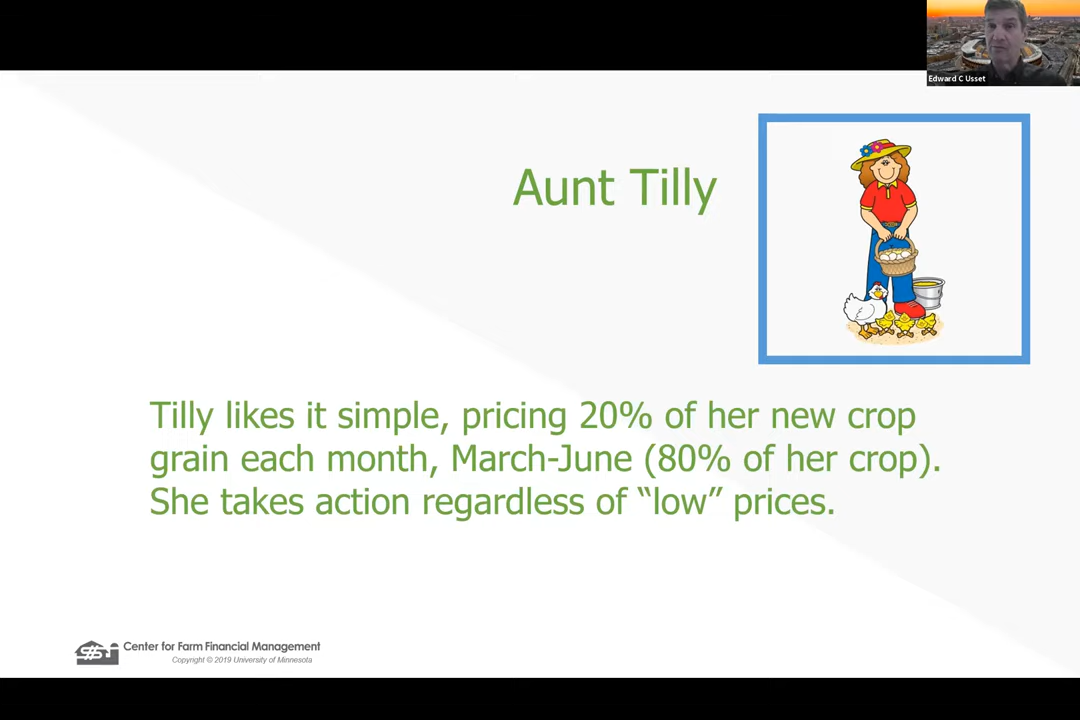 Edward C Usset
Aunt Tilly
Tilly likes it simple, pricing 20% of her new crop
grain each month, March-June (80% of her crop).
She takes action regardless of “low” prices.
Center for Farm Financial Management
Copyright © 2019 University of Minnesota